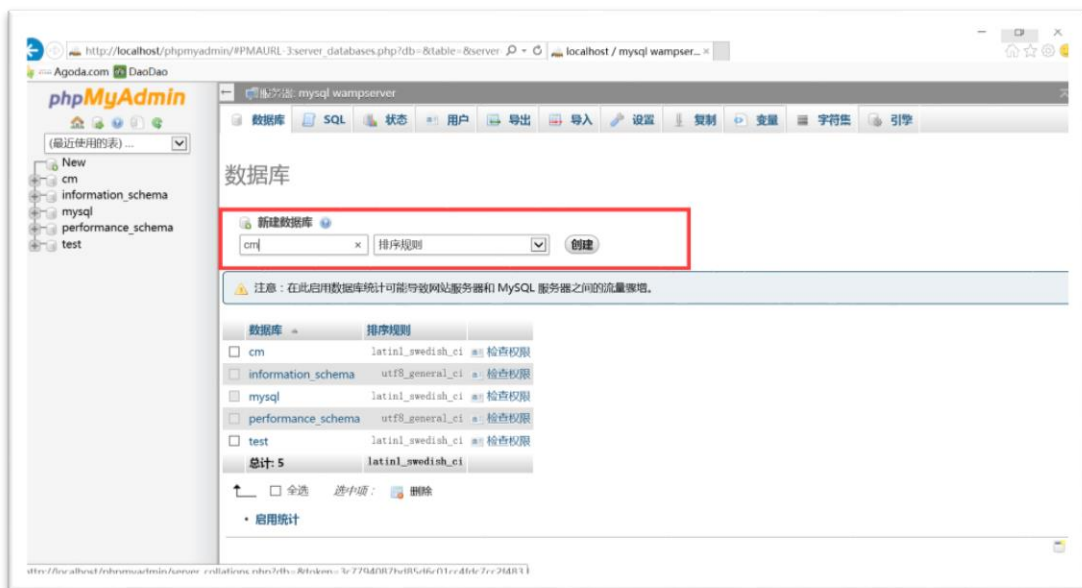 http://localhost/phpmyadmin/#PMAURL-3:server_databases.php?db=&table=&server
localhost / mysql wampser...
Agoda.com DaoDao
phpMyAdmin
(最近使用的表) ...
New
cm
information_schema
mysql
performance_schema
test
服务器: mysql wampserver
数据库 SQL 状态 用户 导出 导入 设置 复制 变量 字符集 引擎
数据库
新建数据库
cm × 排序规则 创建
注意：在此启用数据库统计可能导致网站服务器和 MySQL 服务器之间的流量骤增。
数据库 排序规则
cm latin1_swedish_ci 检查权限
information_schema utf8_general_ci 检查权限
mysql latin1_swedish_ci 检查权限
performance_schema utf8_general_ci 检查权限
test latin1_swedish_ci 检查权限
总计: 5 latin1_swedish_ci
全选 选中项： 删除
启用统计